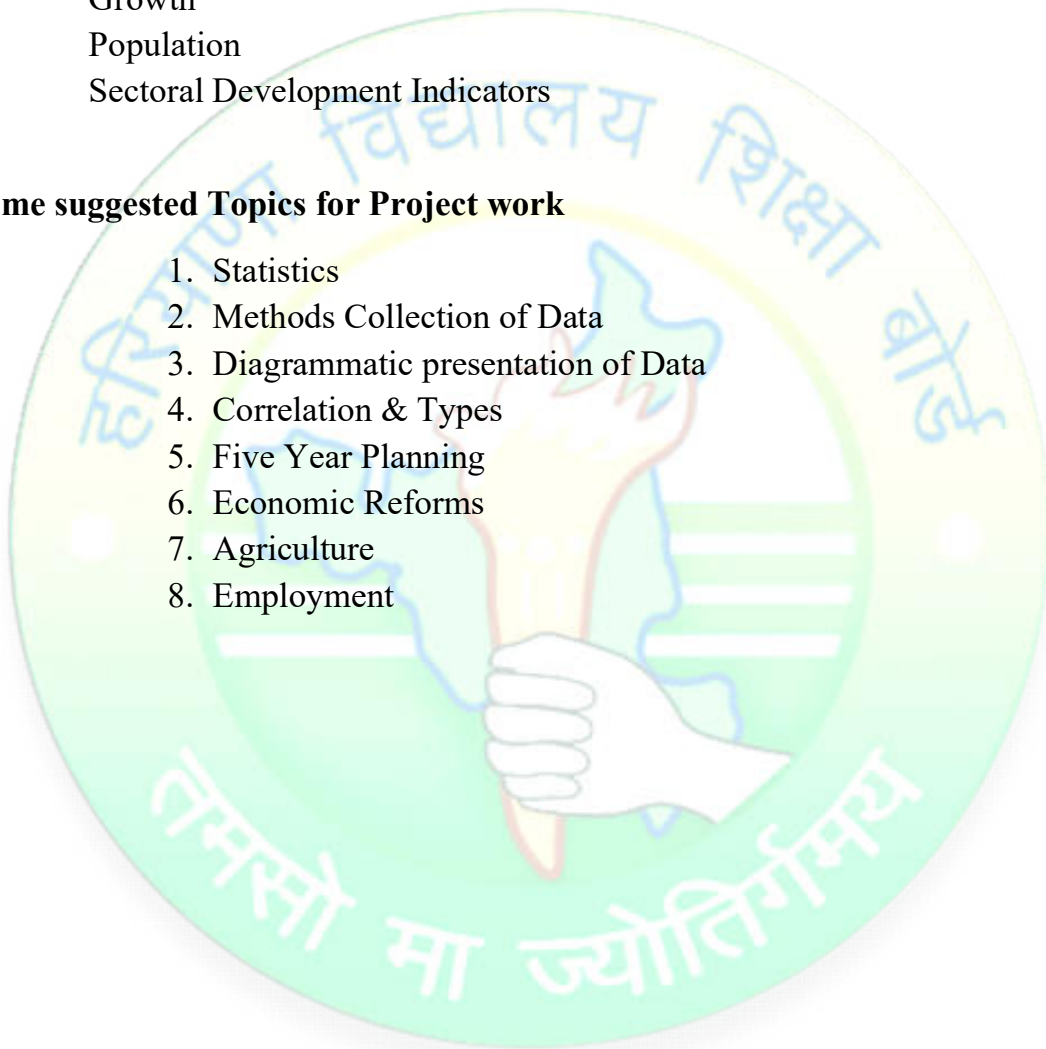 Growth
Population
Sectoral Development Indicators
me suggested Topics for Project work
1. Statistics
2. Methods Collection of Data
3. Diagrammatic presentation of Data
4. Correlation & Types
5. Five Year Planning
6. Economic Reforms
7. Agriculture
8. Employment
हरियाणा विद्यालय शिक्षा बोर्ड
तमसो मा ज्योतिर्गमय